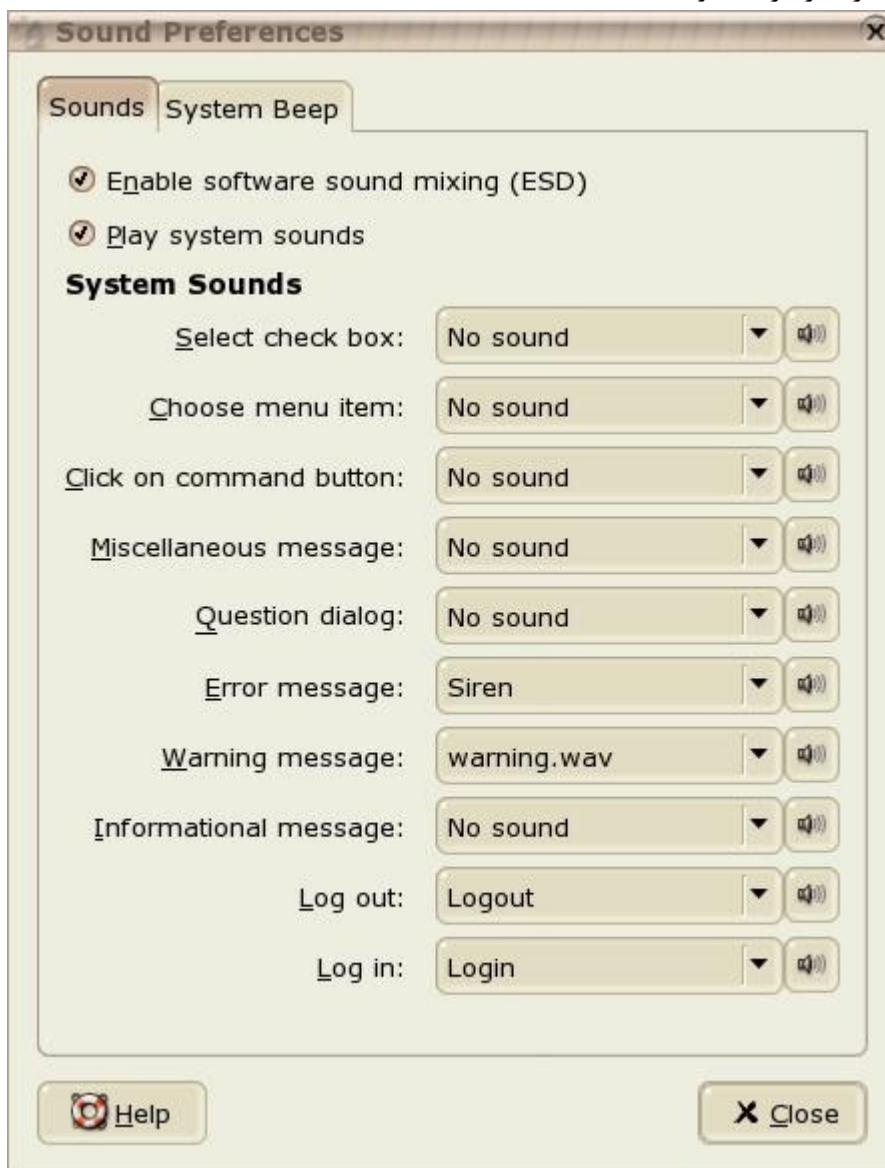 Sound Preferences
Sounds System Beep
Enable software sound mixing (ESD)
Play system sounds
System Sounds
Select check box: No sound
Choose menu item: No sound
Click on command button: No sound
Miscellaneous message: No sound
Question dialog: No sound
Error message: Siren
Warning message: warning.wav
Informational message: No sound
Log out: Logout
Log in: Login
Help Close